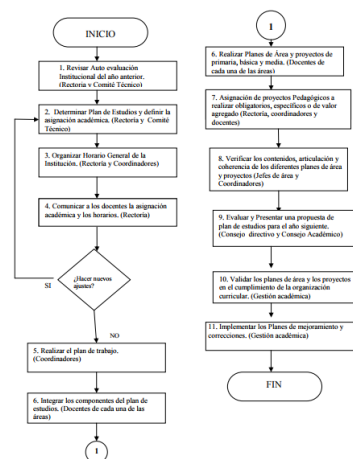 INICIO
1. Revisar Auto evaluación
Institucional del año anterior.
(Rectoría y Comité Técnico)
2. Determinar Plan de Estudios y definir la
asignación académica. (Rectoría y Comité
Técnico)
3. Organizar Horario General de la
Institución. (Rectoría y Coordinadores)
4. Comunicar a los docentes la asignación
académica y los horarios. (Rectoría)
¿Hacer nuevos
ajustes?
SI
NO
5. Realizar el plan de trabajo.
(Coordinadores)
6. Integrar los componentes del plan de
estudios. (Docentes de cada una de las
áreas)
1
1
6. Realizar Planes de Área y proyectos de
primaria, básica y media. (Docentes de
cada una de las áreas)
7. Asignación de proyectos Pedagógicos a
realizar obligatorios, específicos o de valor
agregado (Rectoría, coordinadores y
docentes)
8. Verificar los contenidos, articulación y
coherencia de los diferentes planes de área
y proyectos (Jefes de área y
Coordinadores)
9. Evaluar y Presentar una propuesta de
plan de estudios para el año siguiente.
(Consejo directivo y Consejo Académico)
10. Validar los planes de área y los proyectos
en el cumplimiento de la organización
curricular. (Gestión académica)
11. Implementar los Planes de mejoramiento y
correcciones. (Gestión académica)
FIN